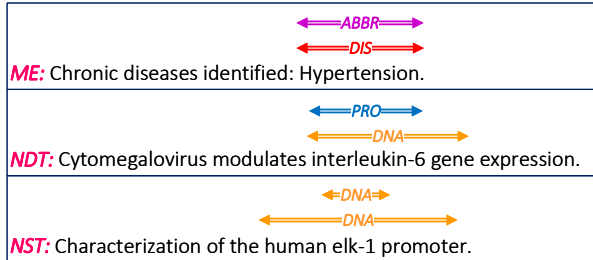 ABBR
DIS
ME: Chronic diseases identified: Hypertension.
PRO
DNA
NDT: Cytomegalovirus modulates interleukin-6 gene expression.
DNA
DNA
NST: Characterization of the human elk-1 promoter.